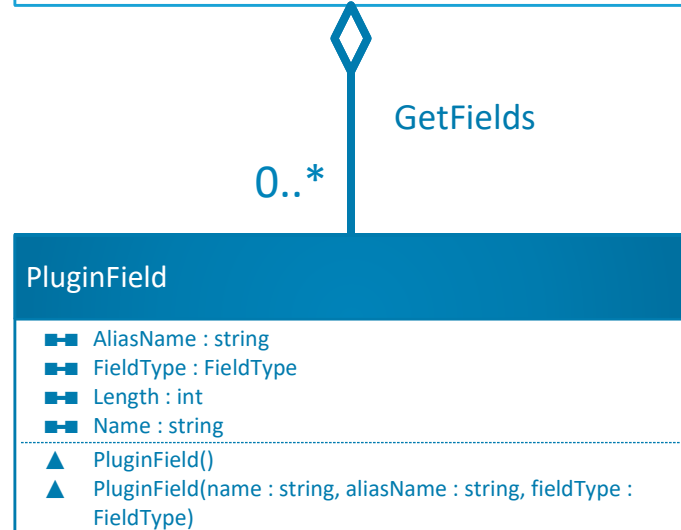 GetFields
0..*
PluginField
AliasName : string
FieldType : FieldType
Length : int
Name : string
PluginField()
PluginField(name : string, aliasName : string, fieldType :
FieldType)